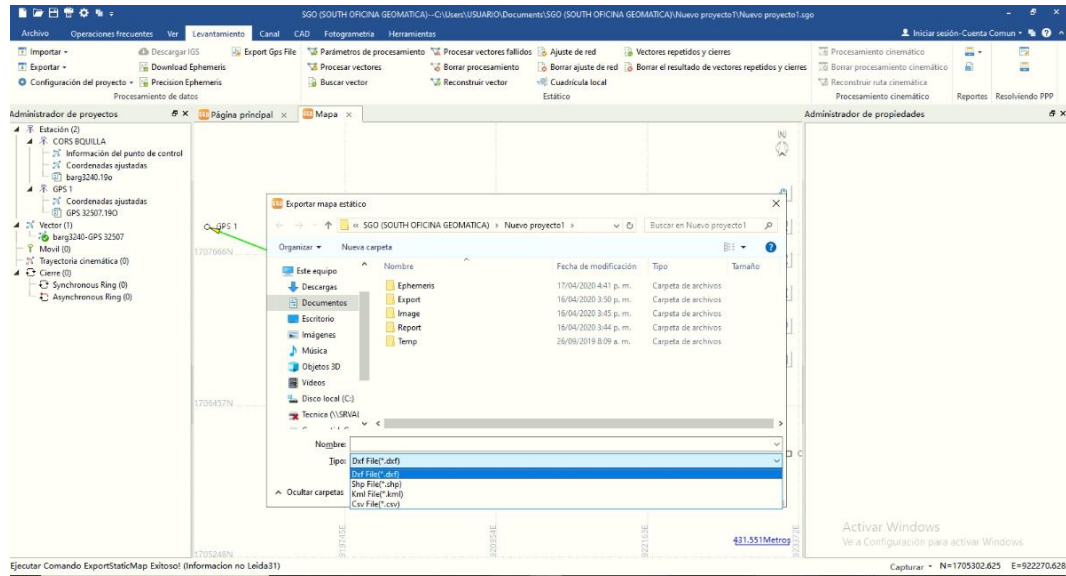 SGO (SOUTH OFICINA GEOMATICA)--C:\Users\USUARIO\Documents\SGO (SOUTH OFICINA GEOMATICA)\Nuevo proyecto1\Nuevo proyecto1.sgo
Archivo Operaciones frecuentes Ver Levantamiento Canal CAD Fotogrametria Herramientas Iniciar sesión-Cuenta Comun
Importar Descargar IGS Export Gps File Parámetros de procesamiento Procesar vectores fallidos Ajuste de red Vectores repetidos y cierres Procesamiento cinemático
Exportar Download Ephemeris Procesar vectores Borrar procesamiento Borrar ajuste de red Borrar el resultado de vectores repetidos y cierres Borrar procesamiento cinemático
Configuración del proyecto Precision Ephemeris Buscar vector Reconstruir vector Cuadrícula local Reconstruir ruta cinemática
Procesamiento de datos Estático Procesamiento cinemático Reportes Resolviendo PPP
Administrador de proyectos Página principal Mapa Administrador de propiedades
Estación (2)
CORS BQUILLA
Información del punto de control
Coordenadas ajustadas
barg3240.19o
GPS 1
Coordenadas ajustadas
GPS 32507.19O
Vector (1)
barg3240-GPS 32507
Movil (0)
Trayectoria cinemática (0)
Cierre (0)
Synchronous Ring (0)
Asynchronous Ring (0)
N
GPS 1
1707666N
1706457N
1705248N
919745E
920954E
922163E
923372E
431.551Metros
Exportar mapa estático
« SGO (SOUTH OFICINA GEOMATICA) › Nuevo proyecto1 › Buscar en Nuevo proyecto1
Organizar Nueva carpeta
Este equipo
Descargas
Documentos
Escritorio
Imágenes
Música
Objetos 3D
Vídeos
Disco local (C:)
Tecnica (\\SRVAL
Nombre Fecha de modificación Tipo Tamaño
Ephemeris 17/04/2020 4:41 p. m. Carpeta de archivos
Export 16/04/2020 3:50 p. m. Carpeta de archivos
Image 16/04/2020 3:45 p. m. Carpeta de archivos
Report 16/04/2020 3:44 p. m. Carpeta de archivos
Temp 26/09/2019 8:09 a. m. Carpeta de archivos
Nombre:
Tipo: Dxf File(*.dxf)
Dxf File(*.dxf)
Shp File(*.shp)
Kml File(*.kml)
Csv File(*.csv)
Ocultar carpetas
Activar Windows
Ve a Configuración para activar Windows.
Ejecutar Comando ExportStaticMap Exitoso! (Informacion no Leida31) Capturar N=1705302.625 E=922270.628